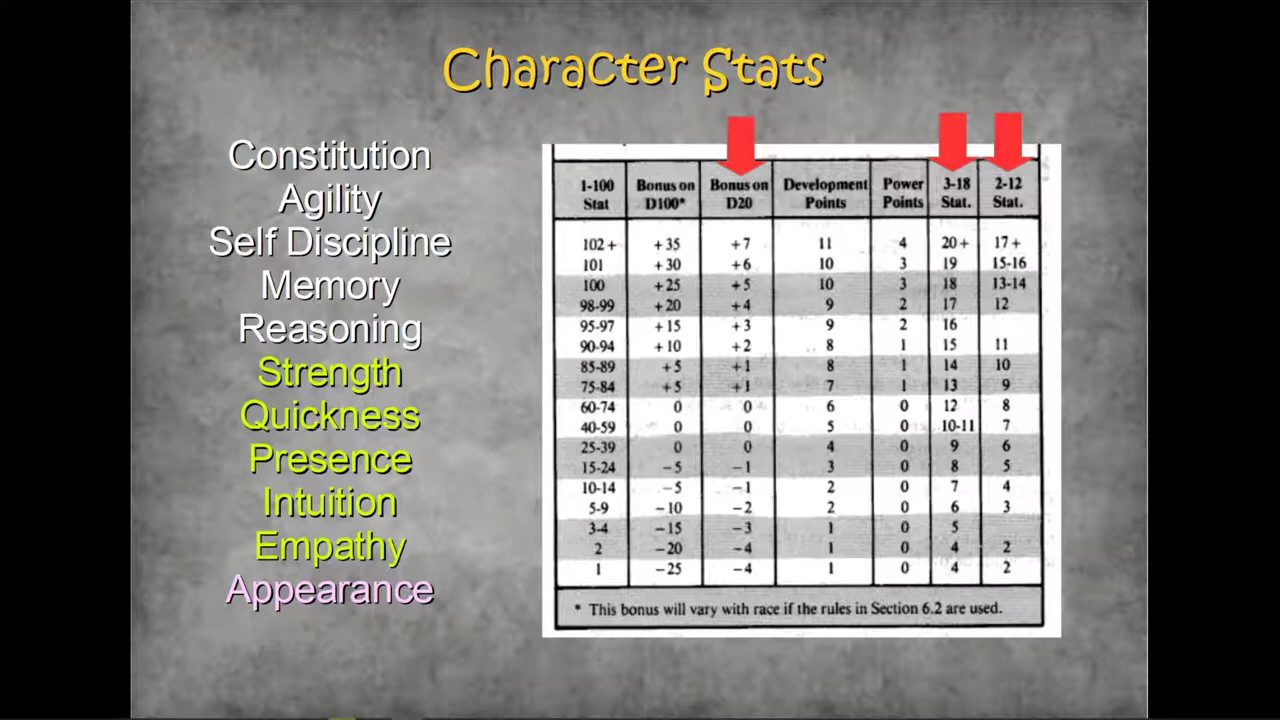 Character Stats
Constitution
Agility
Self Discipline
Memory
Reasoning
Strength
Quickness
Presence
Intuition
Empathy
Appearance
1-100 Stat Bonus on D100* Bonus on D20 Development Points Power Points 3-18 Stat. 2-12 Stat.
102+ +35 +7 11 4 20+ 17+
101 +30 +6 10 3 19 15-16
100 +25 +5 10 3 18 13-14
98-99 +20 +4 9 2 17 12
95-97 +15 +3 9 2 16
90-94 +10 +2 8 1 15 11
85-89 +5 +1 8 1 14 10
75-84 +5 +1 7 1 13 9
60-74 0 0 6 0 12 8
40-59 0 0 5 0 10-11 7
25-39 0 0 4 0 9 6
15-24 −5 −1 3 0 8 5
10-14 −5 −1 2 0 7 4
5-9 −10 −2 2 0 6 3
3-4 −15 −3 1 0 5
2 −20 −4 1 0 4 2
1 −25 −4 1 0 4 2
* This bonus will vary with race if the rules in Section 6.2 are used.